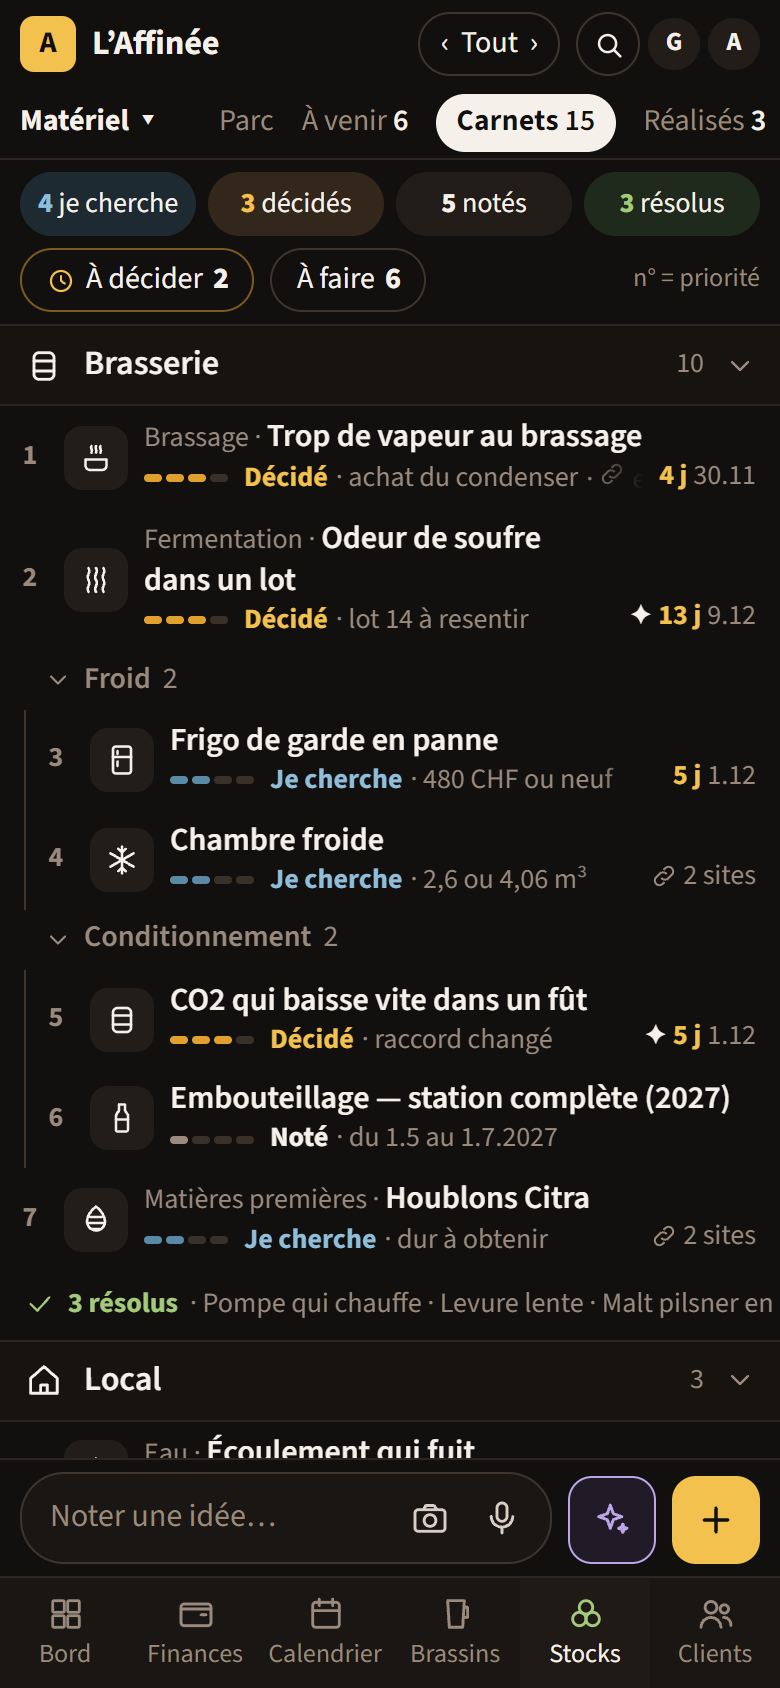 A L’Affinée ‹ Tout › G A
Matériel ▼ Parc À venir 6 Carnets 15 Réalisés 3
4 je cherche 3 décidés 5 notés 3 résolus
À décider 2 À faire 6 n° = priorité
Brasserie 10
1 Brassage · Trop de vapeur au brassage
Décidé · achat du condenser · 4 j 30.11
2 Fermentation · Odeur de soufre
dans un lot
Décidé · lot 14 à resentir ✦ 13 j 9.12
Froid 2
3 Frigo de garde en panne
Je cherche · 480 CHF ou neuf 5 j 1.12
4 Chambre froide
Je cherche · 2,6 ou 4,06 m³ 2 sites
Conditionnement 2
5 CO2 qui baisse vite dans un fût
Décidé · raccord changé ✦ 5 j 1.12
6 Embouteillage — station complète (2027)
Noté · du 1.5 au 1.7.2027
7 Matières premières · Houblons Citra
Je cherche · dur à obtenir 2 sites
3 résolus · Pompe qui chauffe · Levure lente · Malt pilsner en
Local 3
Eau · Écoulement qui fuit
Noter une idée…
Bord Finances Calendrier Brassins Stocks Clients